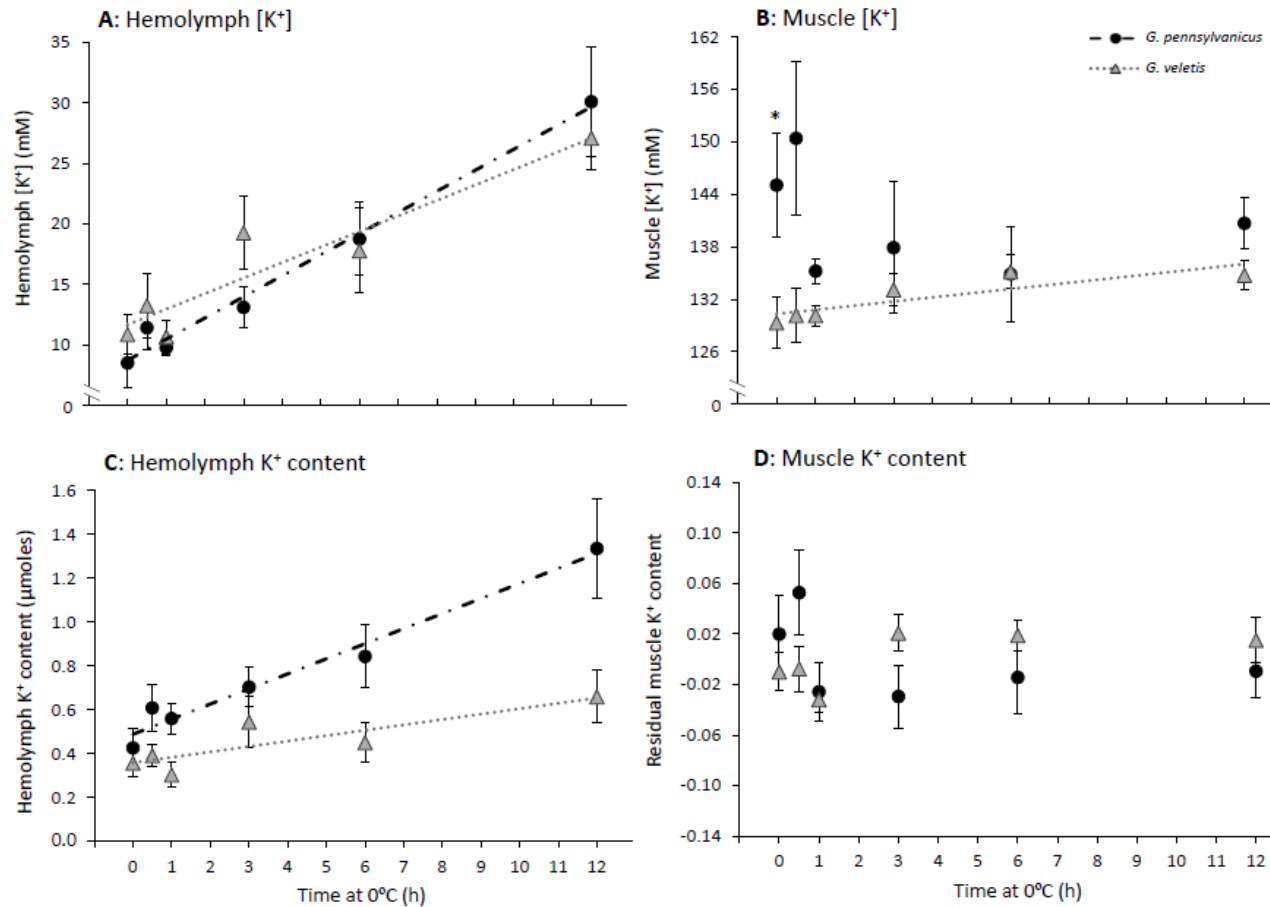 A: Hemolymph [K⁺]
35
30
25
20
15
10
0
Hemolymph [K⁺] (mM)
B: Muscle [K⁺]
162
156
150
144
138
132
126
0
Muscle [K⁺] (mM)
*
G. pennsylvanicus
G. veletis
C: Hemolymph K⁺ content
1.6
1.4
1.2
1.0
0.8
0.6
0.4
0.2
0.0
Hemolymph K⁺ content (µmoles)
0 1 2 3 4 5 6 7 8 9 10 11 12
Time at 0ºC (h)
D: Muscle K⁺ content
0.14
0.10
0.06
0.02
-0.02
-0.06
-0.10
-0.14
Residual muscle K⁺ content
0 1 2 3 4 5 6 7 8 9 10 11 12
Time at 0ºC (h)